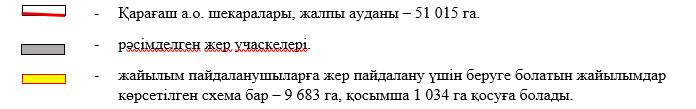 - Қарағаш а.о. шекаралары, жалпы ауданы – 51 015 га.
- рәсімделген жер учаскелері.
- жайылым пайдаланушыларға жер пайдалану үшін беруге болатын жайылымдар
көрсетілген схема бар – 9 683 га, қосымша 1 034 га қосуға болады.